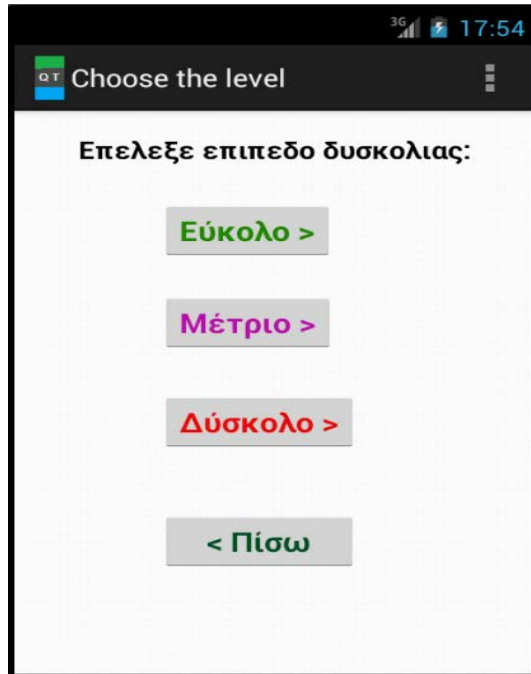 3G 17:54
QT Choose the level
Επελεξε επιπεδο δυσκολιας:
Εύκολο >
Μέτριο >
Δύσκολο >
< Πίσω